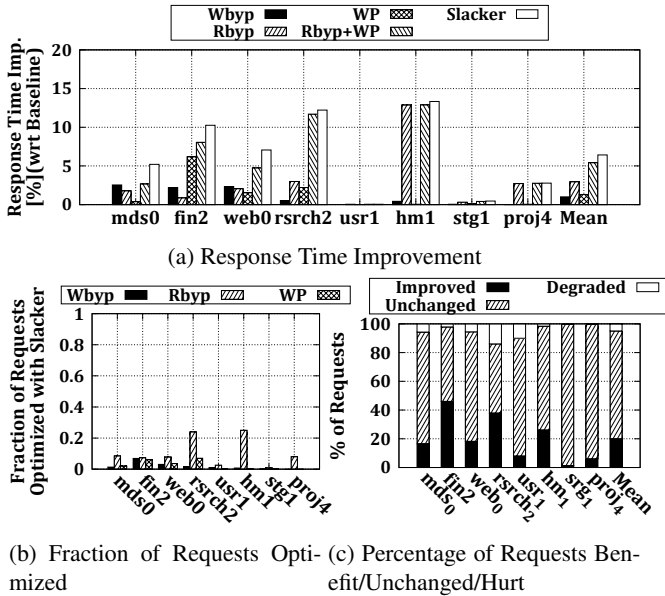 Wbyp WP Slacker
Rbyp Rbyp+WP
Response Time Imp.
[%](wrt Baseline)
20
15
10
5
0
mds0 fin2 web0 rsrch2 usr1 hm1 stg1 proj4 Mean
(a) Response Time Improvement
Wbyp Rbyp WP
Fraction of Requests
Optimized with Slacker
1
0.8
0.6
0.4
0.2
0
mds0 fin2 web0 rsrch2 usr1 hm1 stg1 proj4
Improved Degraded
Unchanged
% of Requests
100
80
60
40
20
0
mds0 fin2 web0 rsrch2 usr1 hm1 srg1 proj4 Mean
(b) Fraction of Requests Opti-
mized
(c) Percentage of Requests Ben-
efit/Unchanged/Hurt